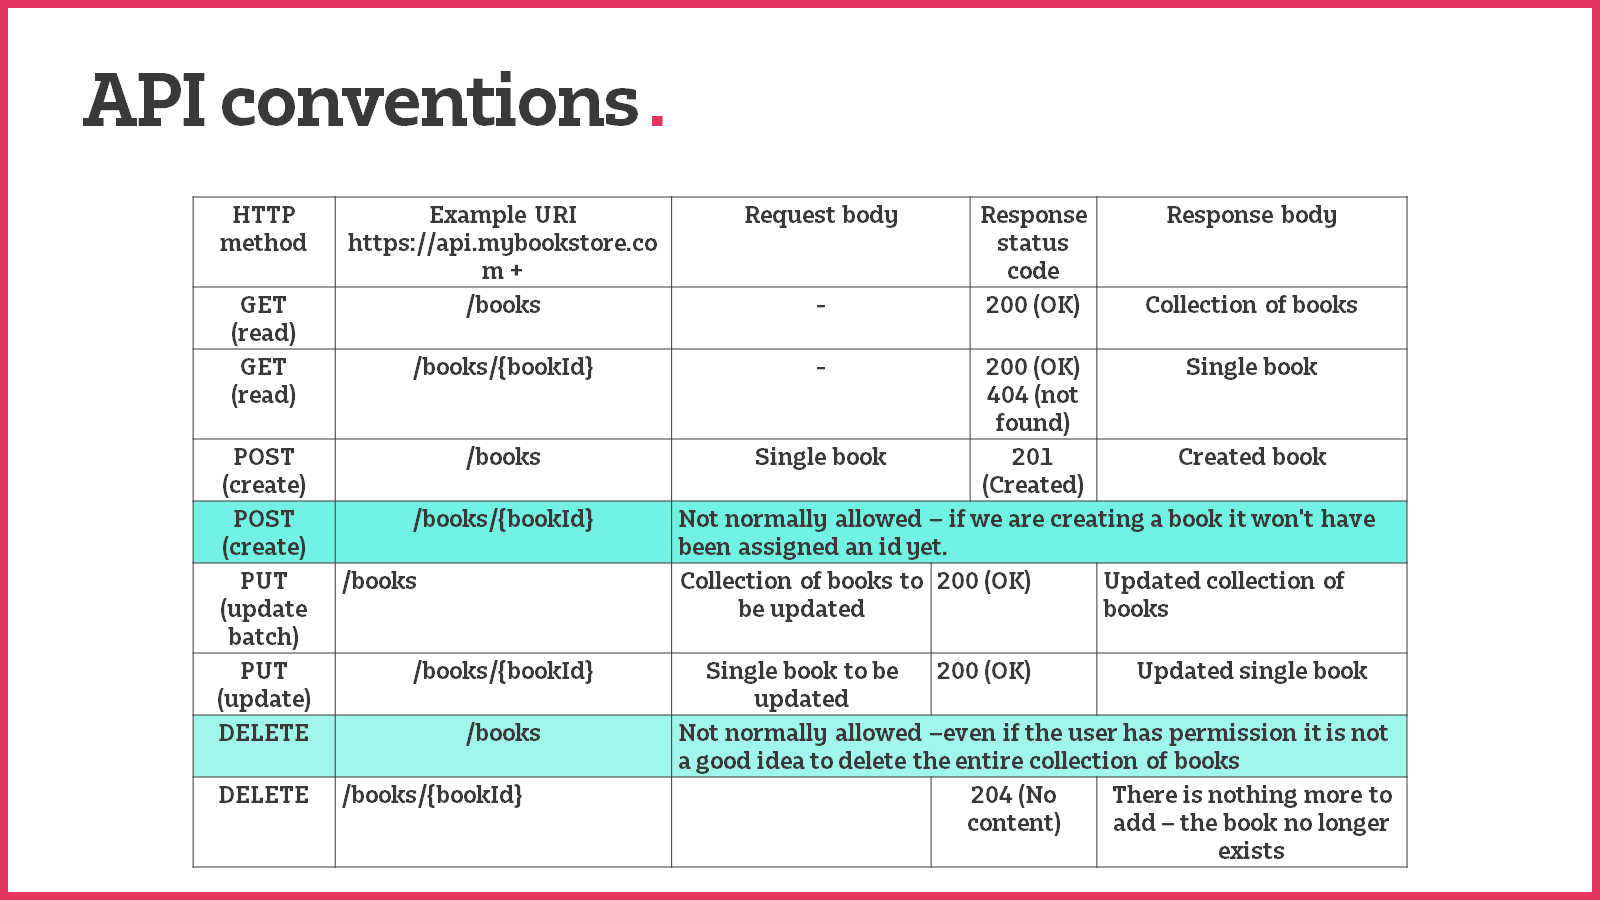 API conventions.
HTTP method
Example URI
https://api.mybookstore.co
m +
Request body
Response
status
code
Response body
GET
(read)
/books
-
200 (OK)
Collection of books
GET
(read)
/books/{bookId}
-
200 (OK)
404 (not
found)
Single book
POST
(create)
/books
Single book
201
(Created)
Created book
POST
(create)
/books/{bookId}
Not normally allowed – if we are creating a book it won't have
been assigned an id yet.
PUT
(update
batch)
/books
Collection of books to
be updated
200 (OK)
Updated collection of
books
PUT
(update)
/books/{bookId}
Single book to be
updated
200 (OK)
Updated single book
DELETE
/books
Not normally allowed –even if the user has permission it is not
a good idea to delete the entire collection of books
DELETE
/books/{bookId}
204 (No
content)
There is nothing more to
add – the book no longer
exists